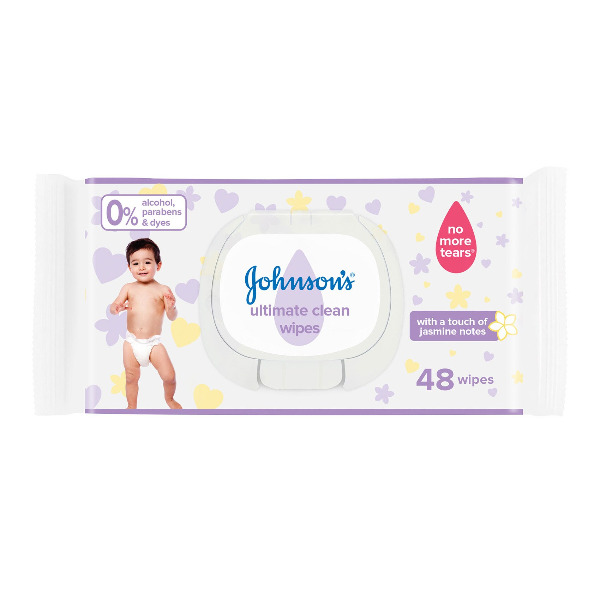 0%
alcohol,
parabens
& dyes
Johnson's®
ultimate clean
wipes
no
more
tears®
with a touch of
jasmine notes
48 wipes